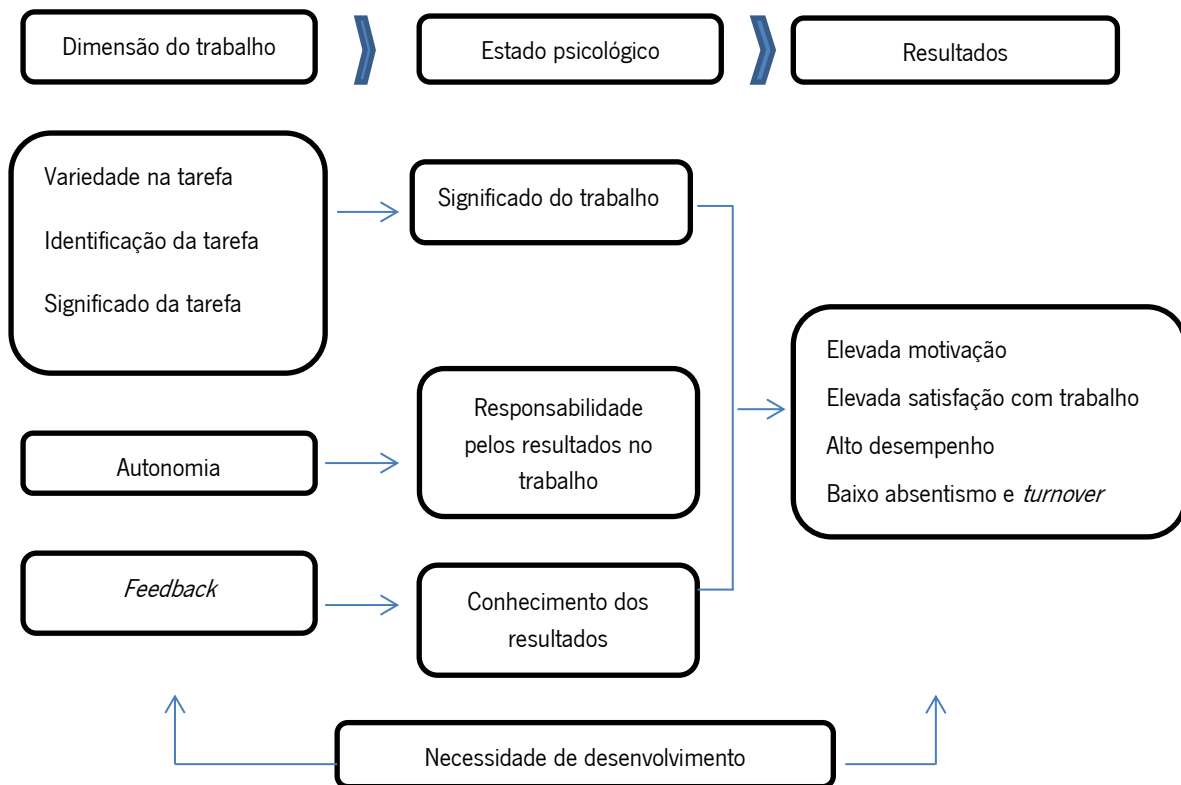 Dimensão do trabalho
Estado psicológico
Resultados
Variedade na tarefa
Identificação da tarefa
Significado da tarefa
Significado do trabalho
Autonomia
Responsabilidade
pelos resultados no
trabalho
Feedback
Conhecimento dos
resultados
Elevada motivação
Elevada satisfação com trabalho
Alto desempenho
Baixo absentismo e turnover
Necessidade de desenvolvimento